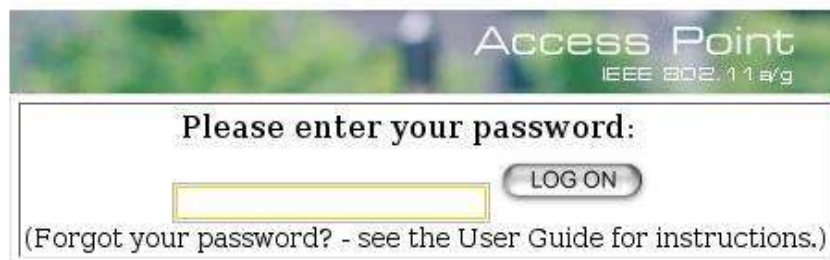 Access Point
IEEE 802.11a/g
Please enter your password:
LOG ON
(Forgot your password? - see the User Guide for instructions.)